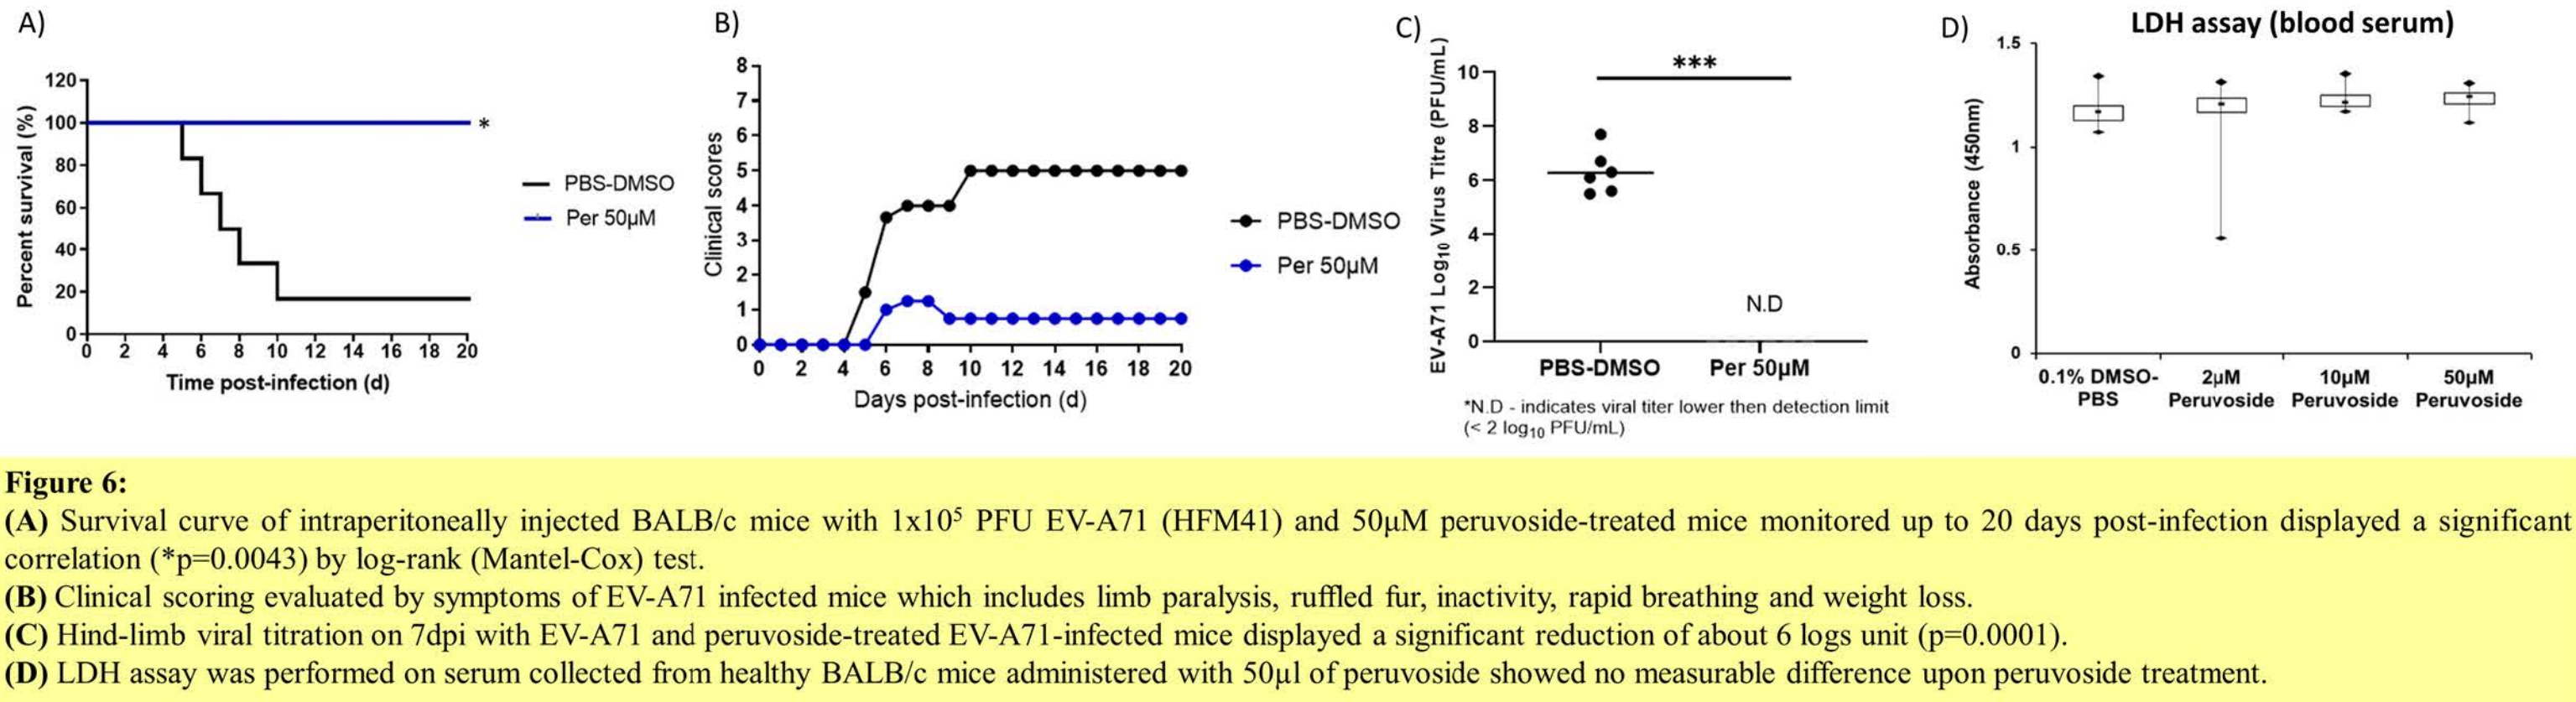 A)
120
100
80
60
40
20
0
Percent survival (%)
*
0 2 4 6 8 10 12 14 16 18 20
Time post-infection (d)
PBS-DMSO
Per 50µM
B)
8
7
6
5
4
3
2
1
0
Clinical scores
0 2 4 6 8 10 12 14 16 18 20
Days post-infection (d)
PBS-DMSO
Per 50µM
C)
EV-A71 Log10 Virus Titre (PFU/mL)
10
8
6
4
2
0
***
N.D
PBS-DMSO Per 50µM
*N.D - indicates viral titer lower then detection limit
(< 2 log10 PFU/mL)
D)
LDH assay (blood serum)
1.5
1
0.5
0
Absorbance (450nm)
0.1% DMSO-
PBS
2µM
Peruvoside
10µM
Peruvoside
50µM
Peruvoside
Figure 6:
(A) Survival curve of intraperitoneally injected BALB/c mice with 1x10⁵ PFU EV-A71 (HFM41) and 50µM peruvoside-treated mice monitored up to 20 days post-infection displayed a significant
correlation (*p=0.0043) by log-rank (Mantel-Cox) test.
(B) Clinical scoring evaluated by symptoms of EV-A71 infected mice which includes limb paralysis, ruffled fur, inactivity, rapid breathing and weight loss.
(C) Hind-limb viral titration on 7dpi with EV-A71 and peruvoside-treated EV-A71-infected mice displayed a significant reduction of about 6 logs unit (p=0.0001).
(D) LDH assay was performed on serum collected from healthy BALB/c mice administered with 50µl of peruvoside showed no measurable difference upon peruvoside treatment.